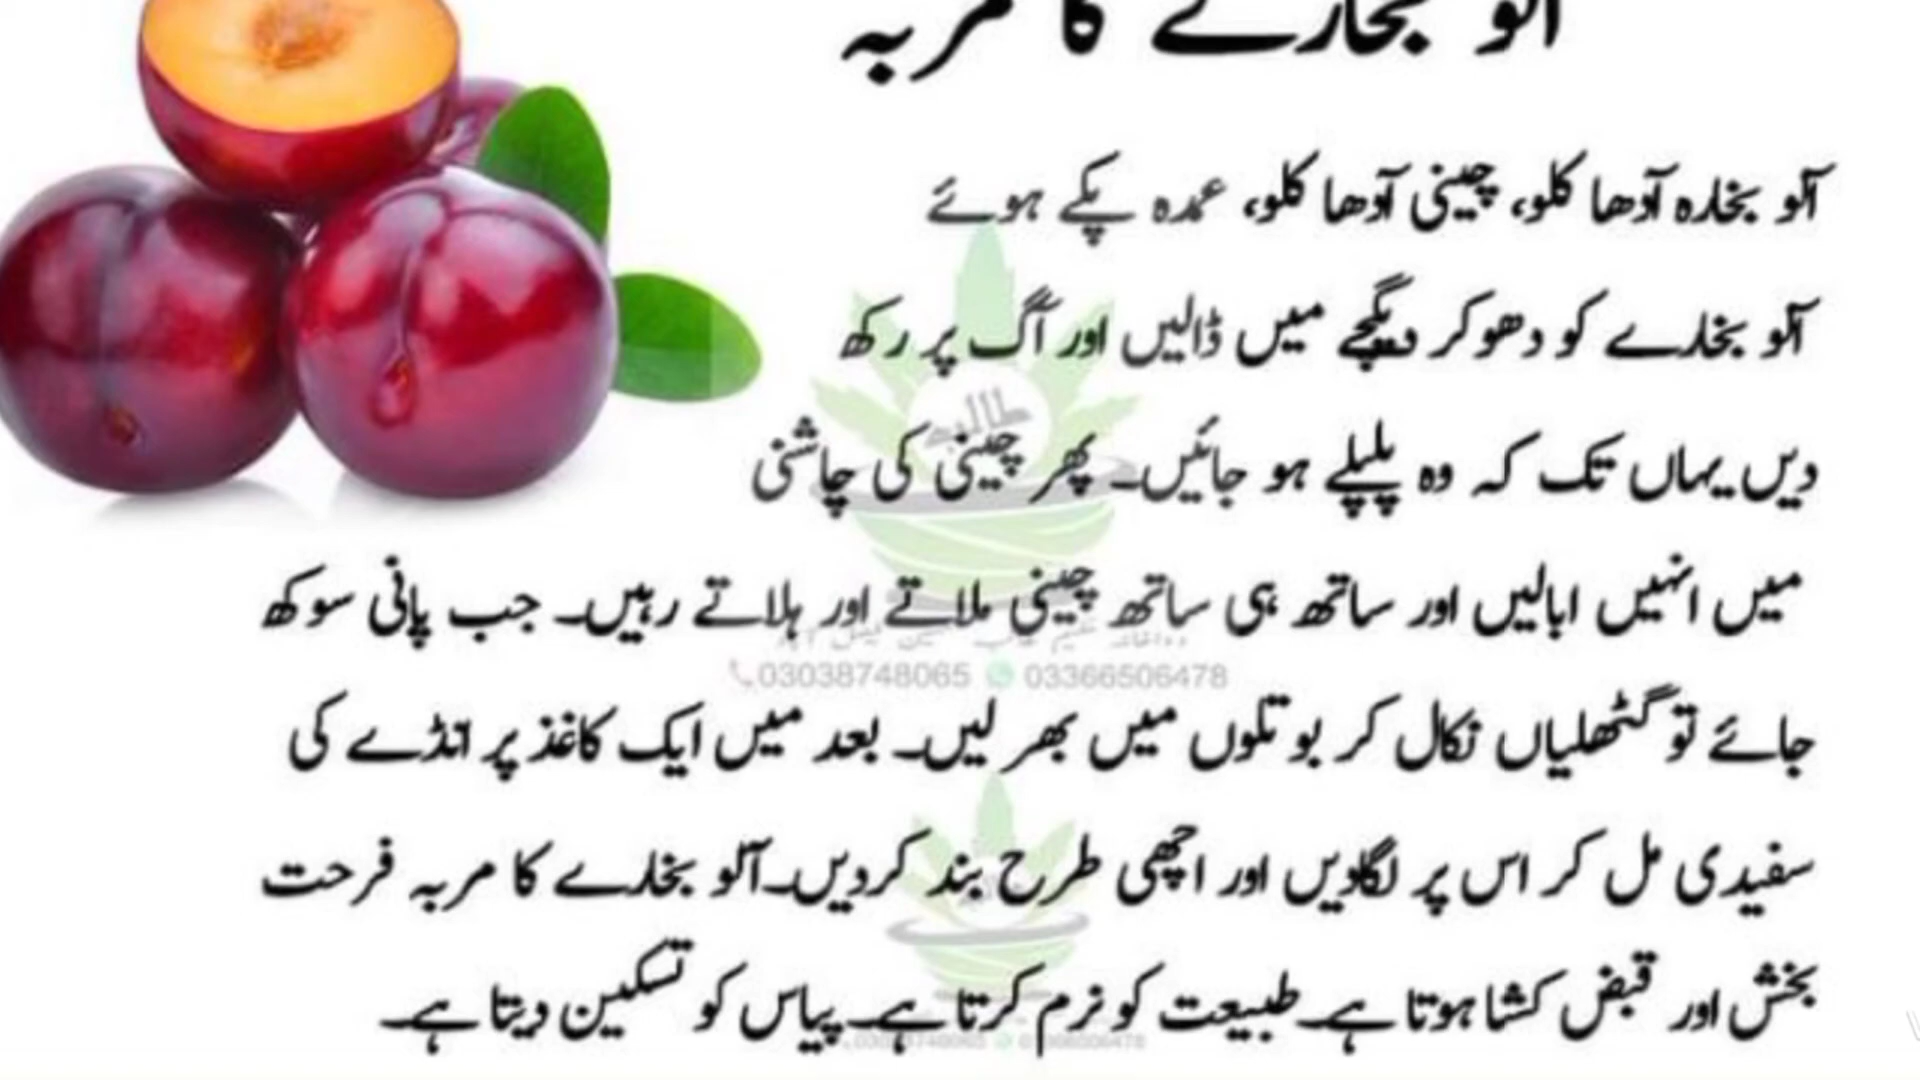 آلو بخارے کا مربہ
آلو بخارہ آدھا کلو، چینی آدھا کلو، عمدہ پکے ہوئے
آلو بخارے کو دھو کر دیگچے میں ڈالیں اور آگ پر رکھ
دیں یہاں تک کہ وہ پلپلے ہو جائیں۔ پھر چینی کی چاشنی
میں انہیں ابالیں اور ساتھ ہی ساتھ چینی ملاتے اور ہلاتے رہیں۔ جب پانی سوکھ
03038748065 03366506478
جائے تو گٹھلیاں نکال کر بوتلوں میں بھر لیں۔ بعد میں ایک کاغذ پر انڈے کی
سفیدی مل کر اس پر لگادیں اور اچھی طرح بند کردیں۔ آلو بخارے کا مربہ فرحت
بخش اور قبض کشا ہوتا ہے۔ طبیعت کو نرم کرتا ہے۔ پیاس کو تسکین دیتا ہے۔